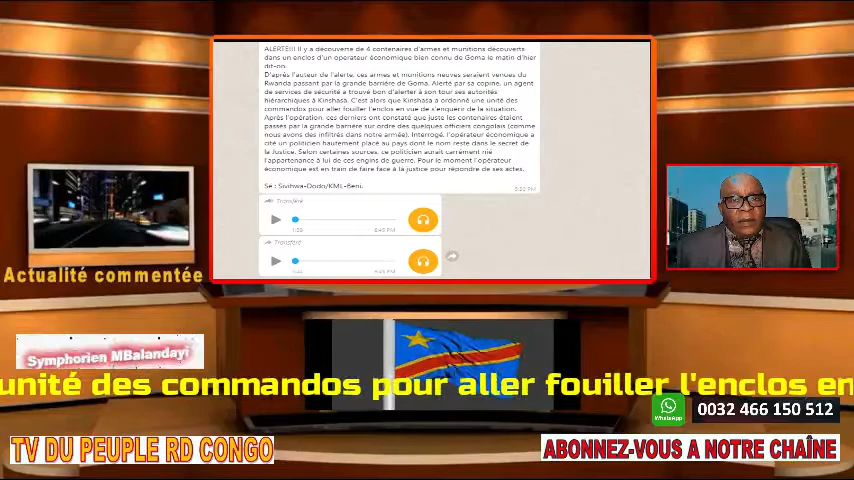 ALERTE!!! Il y a découverte de 4 contenaires d'armes et munitions découverts
dans un enclos d'un operateur économique bien connu de Goma le matin d'hier
dit-on.
D'après l'auteur de l'alerte, ces armes et munitions neuves seraient venues du
Rwanda passant par la grande barrière de Goma. Alerté par sa copine, un agent
de services de sécurité a trouvé bon d'alerter à son tour ses autorités
hiérarchiques à Kinshasa. C'est alors que Kinshasa a ordonné une unité des
commandos pour aller fouiller l'enclos en vue de s'enquérir de la situation.
Après l'opération, ces derniers ont constaté que justé les contenaires étaient
passés par la grande barrière sur ordre des quelques officiers congolais (comme
nous avons des infiltrés dans notre armée). Interrogé, l'opérateur économique a
cité un politicien hautement placé au pays dont le nom reste dans le secret de
la Justice. Selon certaines sources, ce politicien aurait carrément nié
l'appartenance à lui de ces engins de guerre. Pour le moment l'opérateur
économique est en train de faire face à la justice pour répondre de ses actes.
Sé : Sivihwa-Dodo/KML-Beni.
Transféré
1:59
Transféré
Actualité commentée
Symphorien MBalandayi
unité des commandos pour aller fouiller l'enclos en
WhatsApp
0032 466 150 512
TV DU PEUPLE RD CONGO
ABONNEZ-VOUS A NOTRE CHAÎNE